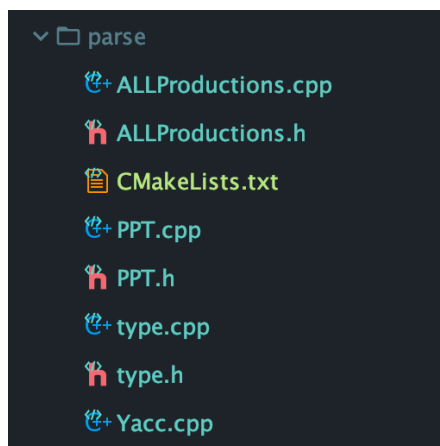 parse
ALLProductions.cpp
ALLProductions.h
CMakeLists.txt
PPT.cpp
PPT.h
type.cpp
type.h
Yacc.cpp